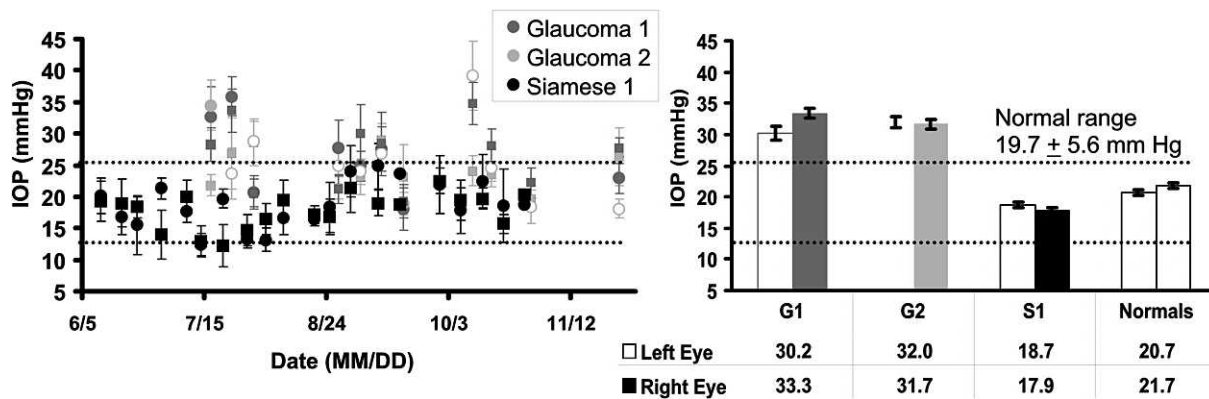 Glaucoma 1
Glaucoma 2
Siamese 1
IOP (mmHg)
45
40
35
30
25
20
15
10
5
6/5
7/15
8/24
10/3
11/12
Date (MM/DD)
IOP (mmHg)
45
40
35
30
25
20
15
10
5
Normal range
19.7 ± 5.6 mm Hg
G1 G2 S1 Normals
Left Eye 30.2 32.0 18.7 20.7
Right Eye 33.3 31.7 17.9 21.7